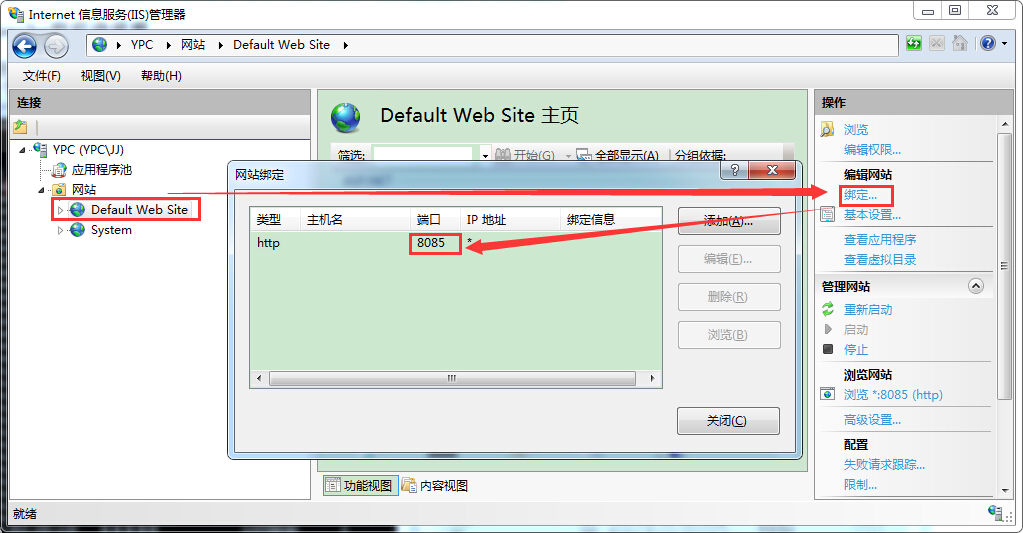 Internet 信息服务(IIS)管理器
YPC 网站 Default Web Site
文件(F) 视图(V) 帮助(H)
连接
YPC (YPC\JJ)
应用程序池
网站
Default Web Site
System
Default Web Site 主页
筛选: 开始(G) 全部显示(A) 分组依据:
网站绑定
类型 主机名 端口 IP 地址 绑定信息
http 8085 *
添加(A)...
编辑(E)...
删除(R)
浏览(B)
关闭(C)
功能视图 内容视图
操作
浏览
编辑权限...
编辑网站
绑定...
基本设置...
查看应用程序
查看虚拟目录
管理网站
重新启动
启动
停止
浏览网站
浏览 *:8085 (http)
高级设置...
配置
失败请求跟踪...
限制...
就绪